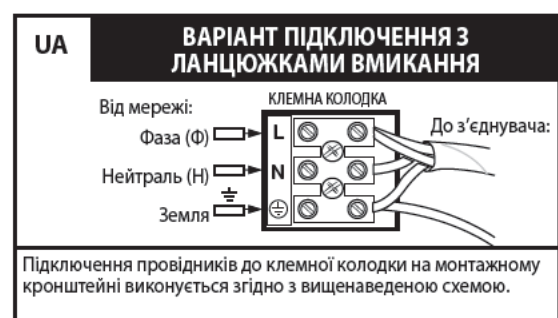 UA
ВАРІАНТ ПІДКЛЮЧЕННЯ З
ЛАНЦЮЖКАМИ ВМИКАННЯ
Від мережі:
КЛЕМНА КОЛОДКА
До з’єднувача:
Фаза (Ф)
L
Нейтраль (Н)
N
Земля
Підключення провідників до клемної колодки на монтажному
кронштейні виконується згідно з вищенаведеною схемою.